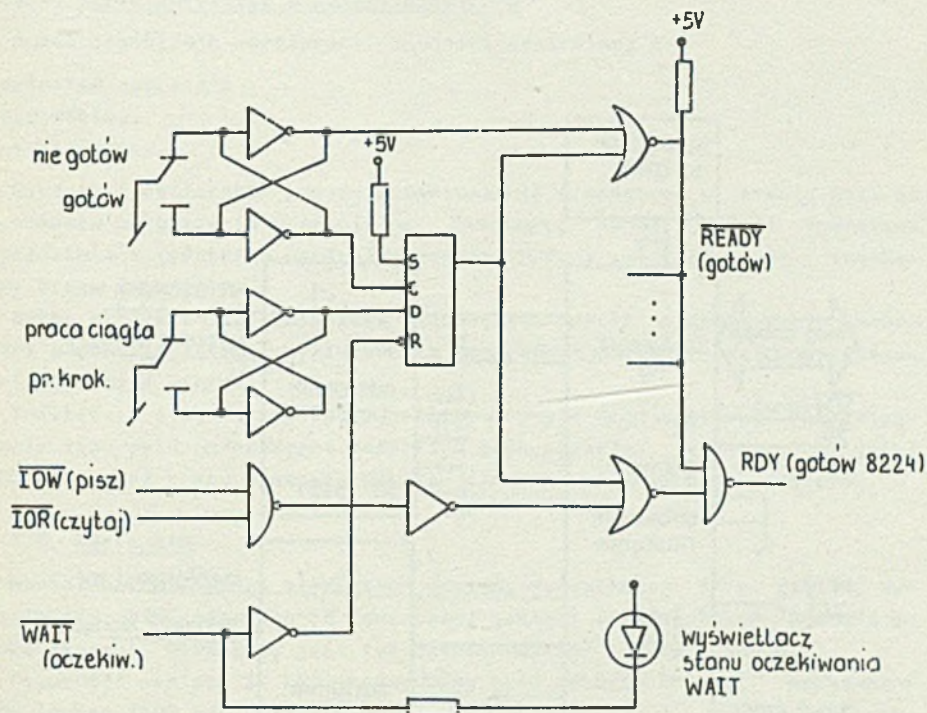 +5V
nie gotów
gotów
+5V
S
C
D
R
READY
(gotów)
praca ciągła
pr. krok.
IOW (pisz)
IOR (czytaj)
RDY (gotów 8224)
WAIT
(oczekiw.)
wyświetlacz
stanu oczekiwania
WAIT